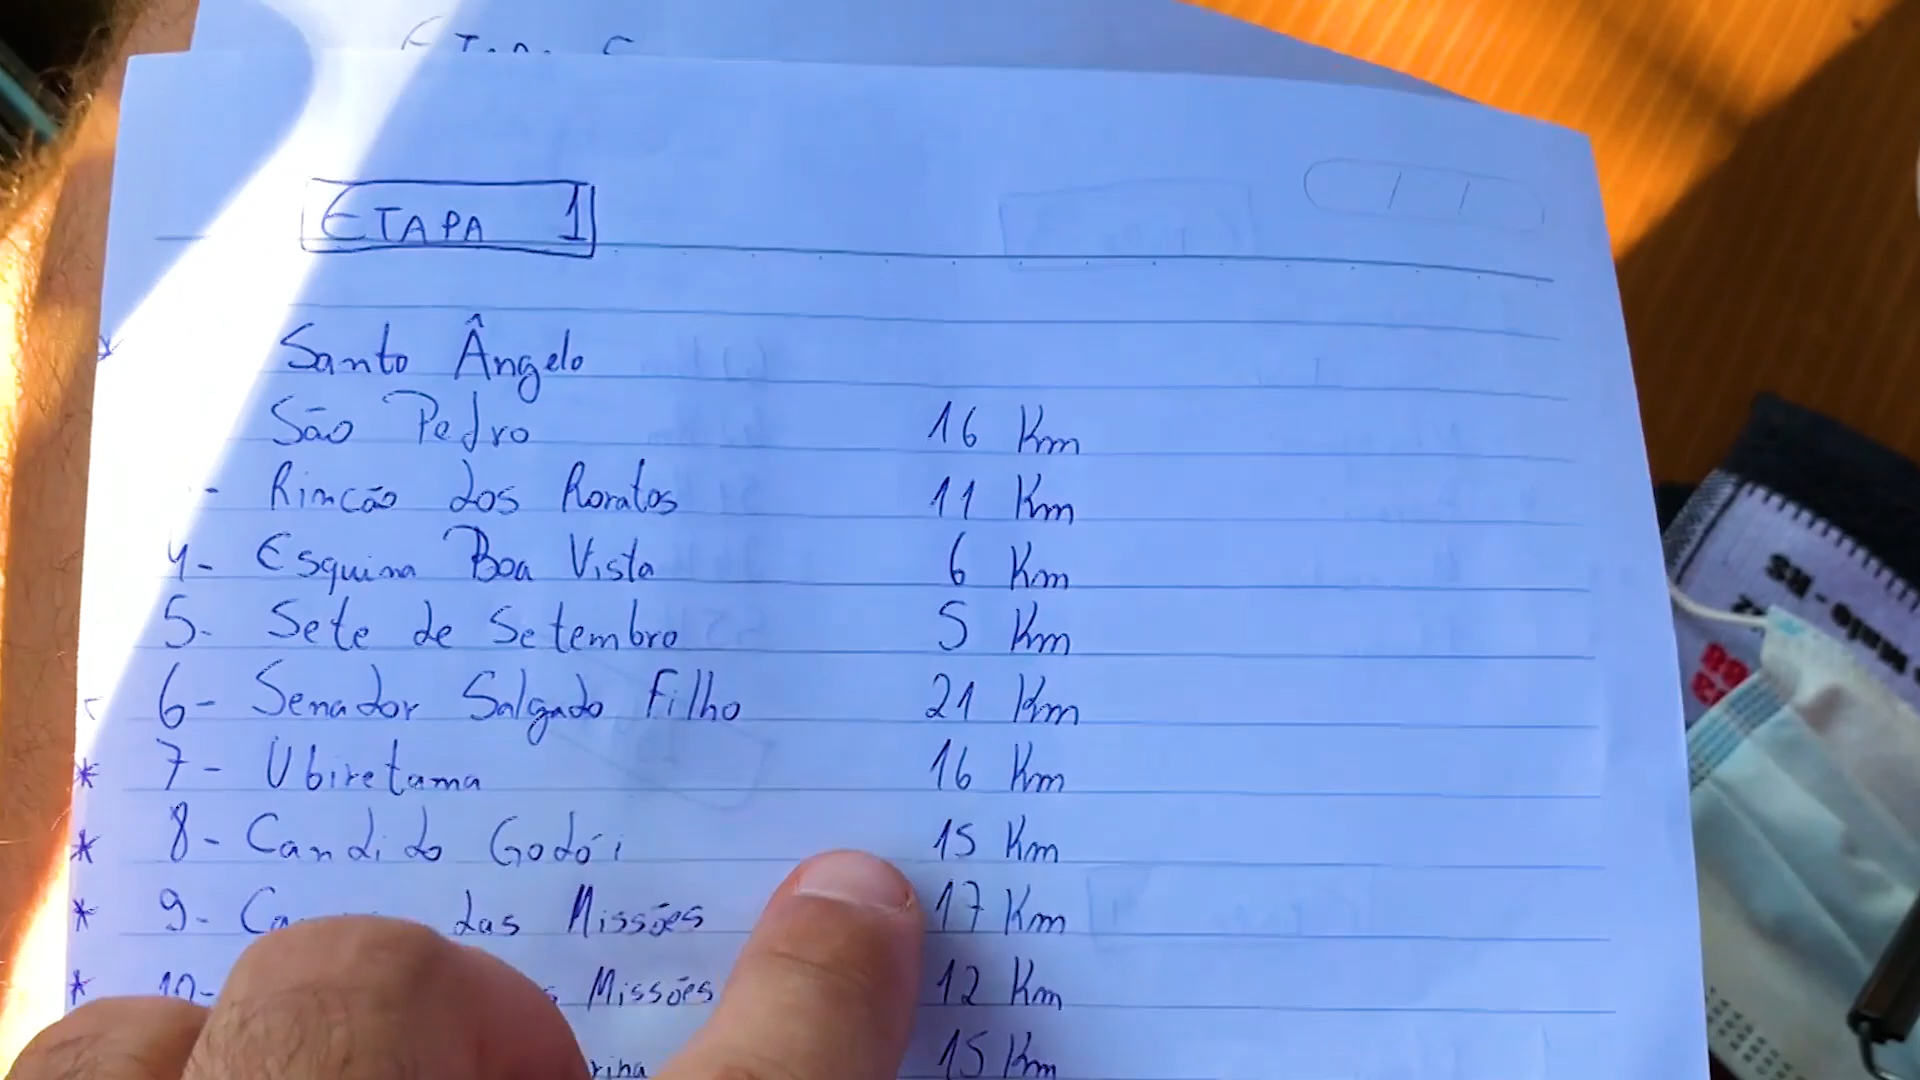 ETAPA 1
Santo Ângelo
São Pedro 16 Km
- Rincão dos Roratos 11 Km
4- Esquina Boa Vista 6 Km
5- Sete de Setembro 5 Km
6- Senador Salgado Filho 21 Km
* 7- Ubiretama 16 Km
* 8- Candido Godói 15 Km
* 9- das Missões 17 Km
* 10- Missões 12 Km
15 Km